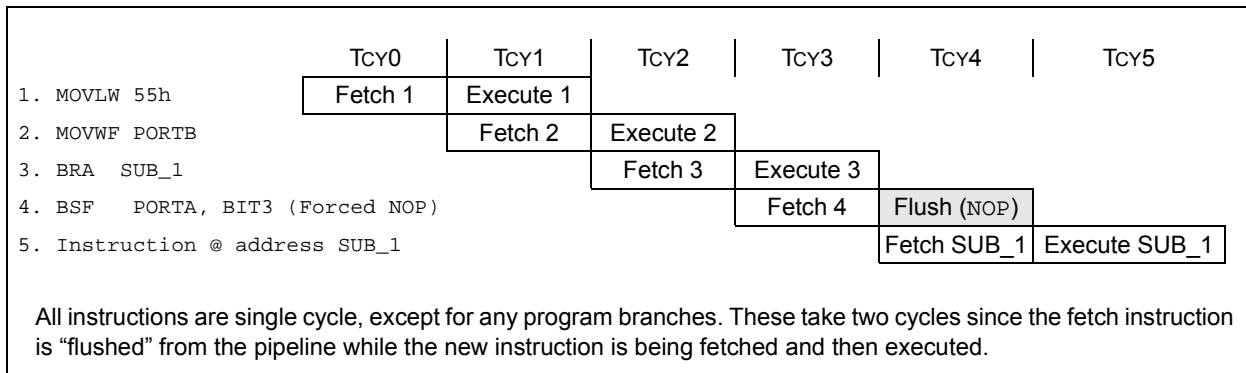 TCY0 TCY1 TCY2 TCY3 TCY4 TCY5
1. MOVLW 55h Fetch 1 Execute 1
2. MOVWF PORTB Fetch 2 Execute 2
3. BRA SUB_1 Fetch 3 Execute 3
4. BSF PORTA, BIT3 (Forced NOP) Fetch 4 Flush (NOP)
5. Instruction @ address SUB_1 Fetch SUB_1 Execute SUB_1
All instructions are single cycle, except for any program branches. These take two cycles since the fetch instruction
is “flushed” from the pipeline while the new instruction is being fetched and then executed.